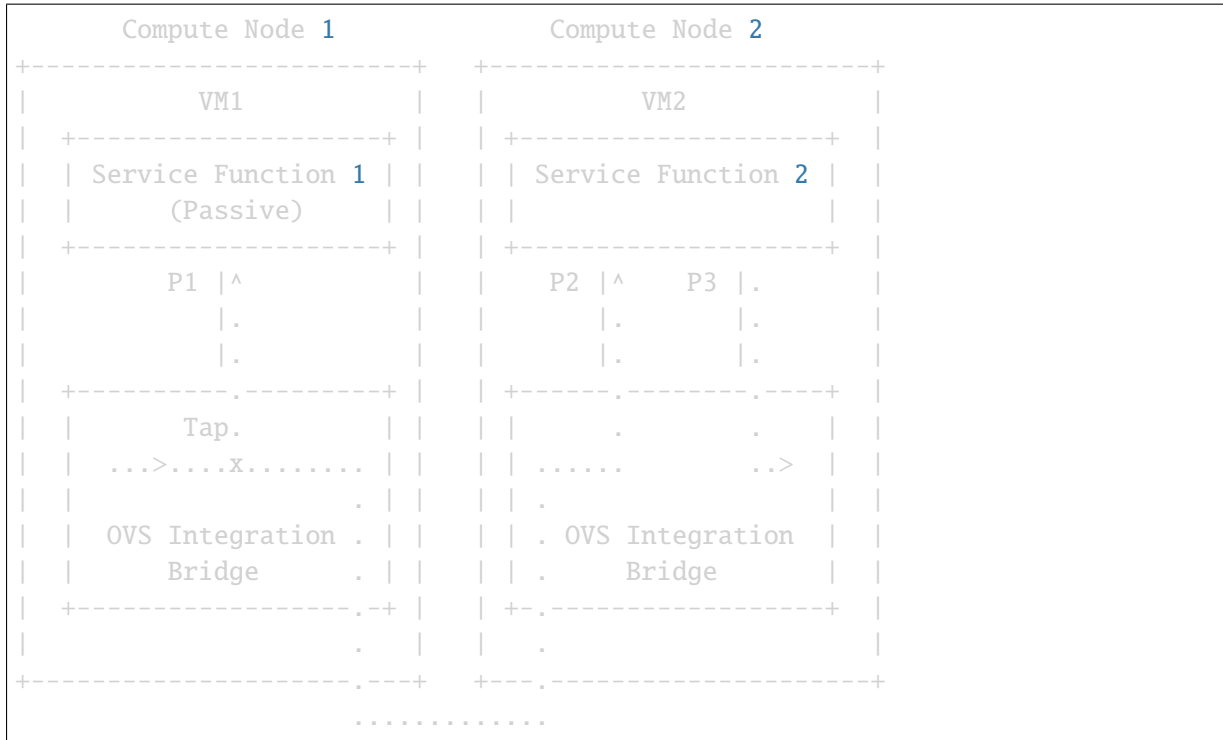 Compute Node 1                Compute Node 2
+-------------------------+   +-------------------------+
|           VM1           |   |          VM2            |
|  +--------------------+ |   | +--------------------+  |
|  | Service Function 1 | |   | | Service Function 2 |  |
|  |      (Passive)     | |   | |                    |  |
|  +--------------------+ |   | +--------------------+  |
|         P1 |^           |   |    P2 |^    P3 |.       |
|            |.           |   |       |.       |.       |
|            |.           |   |       |.       |.       |
|  +----------.---------+ |   | +------.--------.----+  |
|  |       Tap.         | |   | |      .        .    |  |
|  |  ...>....x........ | |   | | ......        ..>  |  |
|  |                  . | |   | | .                  |  |
|  |  OVS Integration . | |   | | . OVS Integration  |  |
|  |      Bridge      . | |   | | .     Bridge       |  |
|  +------------------.-+ |   | +-.------------------+  |
|                     .   |   |   .                     |
+---------------------.---+   +---.---------------------+
.............